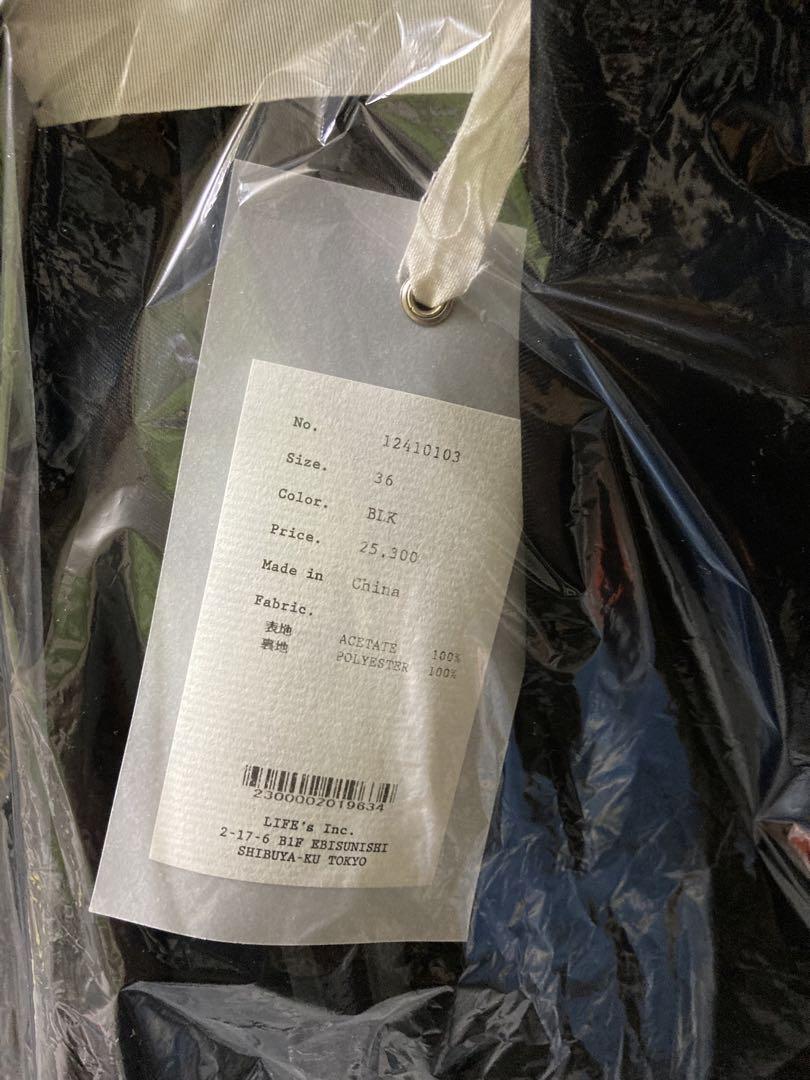 No. 12410103
Size. 36
Color. BLK
Price. 25,300
Made in China
Fabric.
表地 ACETATE 100%
裏地 POLYESTER 100%
2300002019634
LIFE's Inc.
2-17-6 B1F EBISUNISHI
SHIBUYA-KU TOKYO